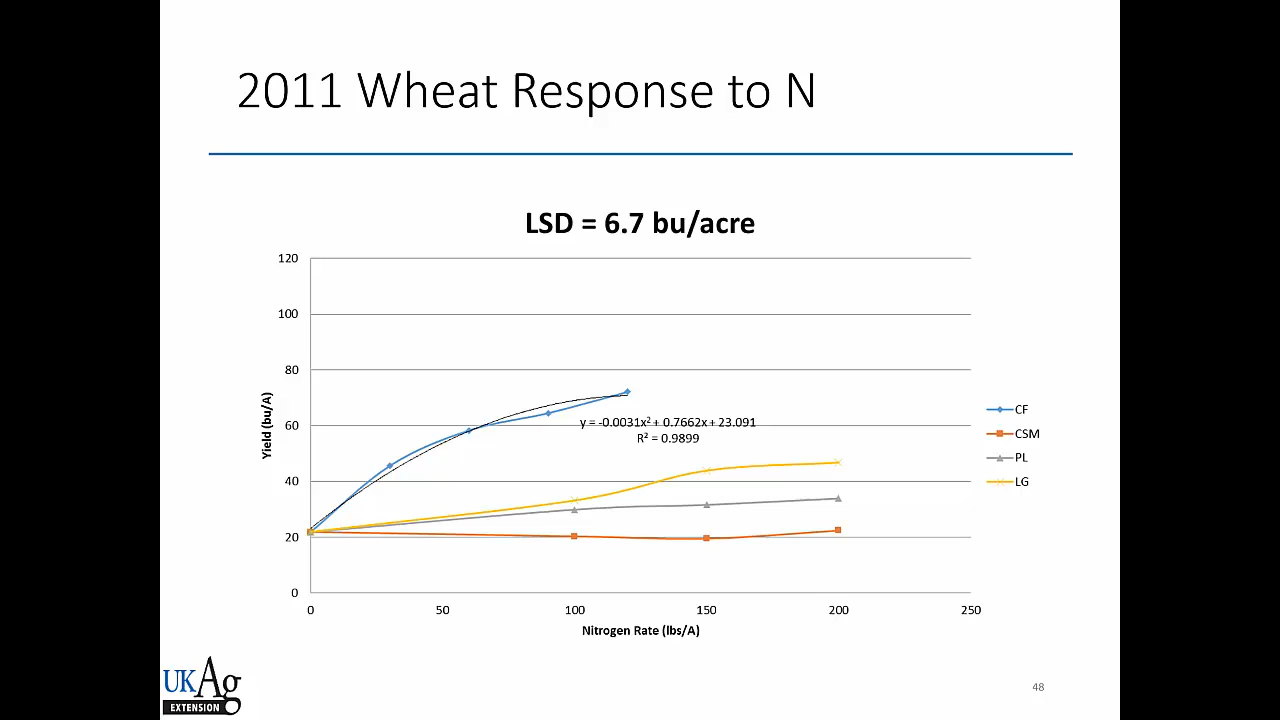 2011 Wheat Response to N
LSD = 6.7 bu/acre
120
100
80
60
40
20
0
Yield (bu/A)
y = -0.0031x² + 0.7662x + 23.091
R² = 0.9899
CF
CSM
PL
LG
0 50 100 150 200 250
Nitrogen Rate (lbs/A)
UKAg
EXTENSION
48